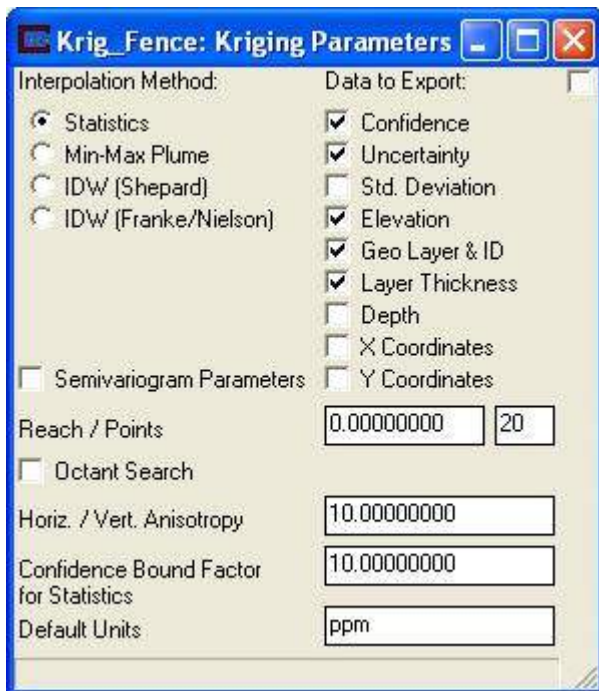 Krig_Fence: Kriging Parameters
Interpolation Method:
Data to Export:
Statistics
Min-Max Plume
IDW (Shepard)
IDW (Franke/Nielson)
Confidence
Uncertainty
Std. Deviation
Elevation
Geo Layer & ID
Layer Thickness
Depth
X Coordinates
Semivariogram Parameters
Y Coordinates
Reach / Points
0.00000000
20
Octant Search
Horiz. / Vert. Anisotropy
10.00000000
Confidence Bound Factor
for Statistics
10.00000000
Default Units
ppm